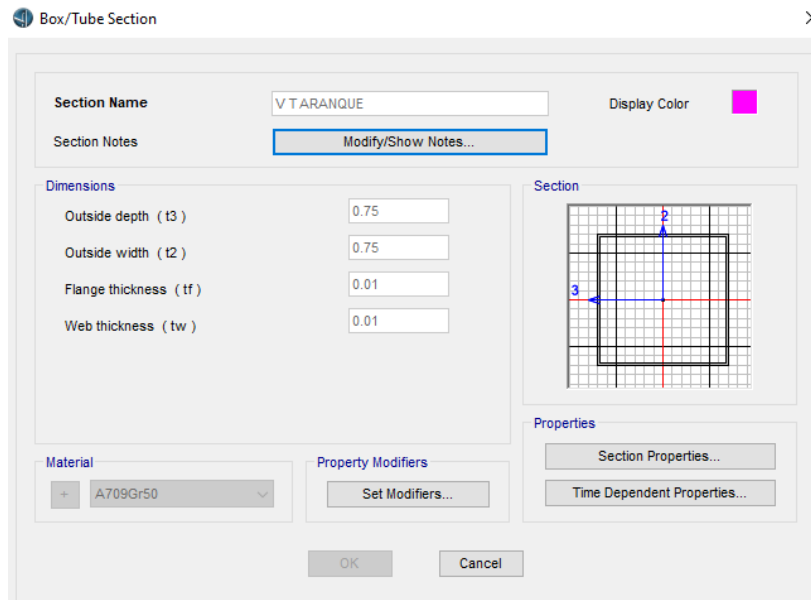 Box/Tube Section
Section Name
V T ARANQUE
Display Color
Section Notes
Modify/Show Notes...
Dimensions
Outside depth ( t3 )
0.75
Outside width ( t2 )
0.75
Flange thickness ( tf )
0.01
Web thickness ( tw )
0.01
Section
2
3
Properties
Section Properties...
Time Dependent Properties...
Material
+
A709Gr50
Property Modifiers
Set Modifiers...
OK
Cancel